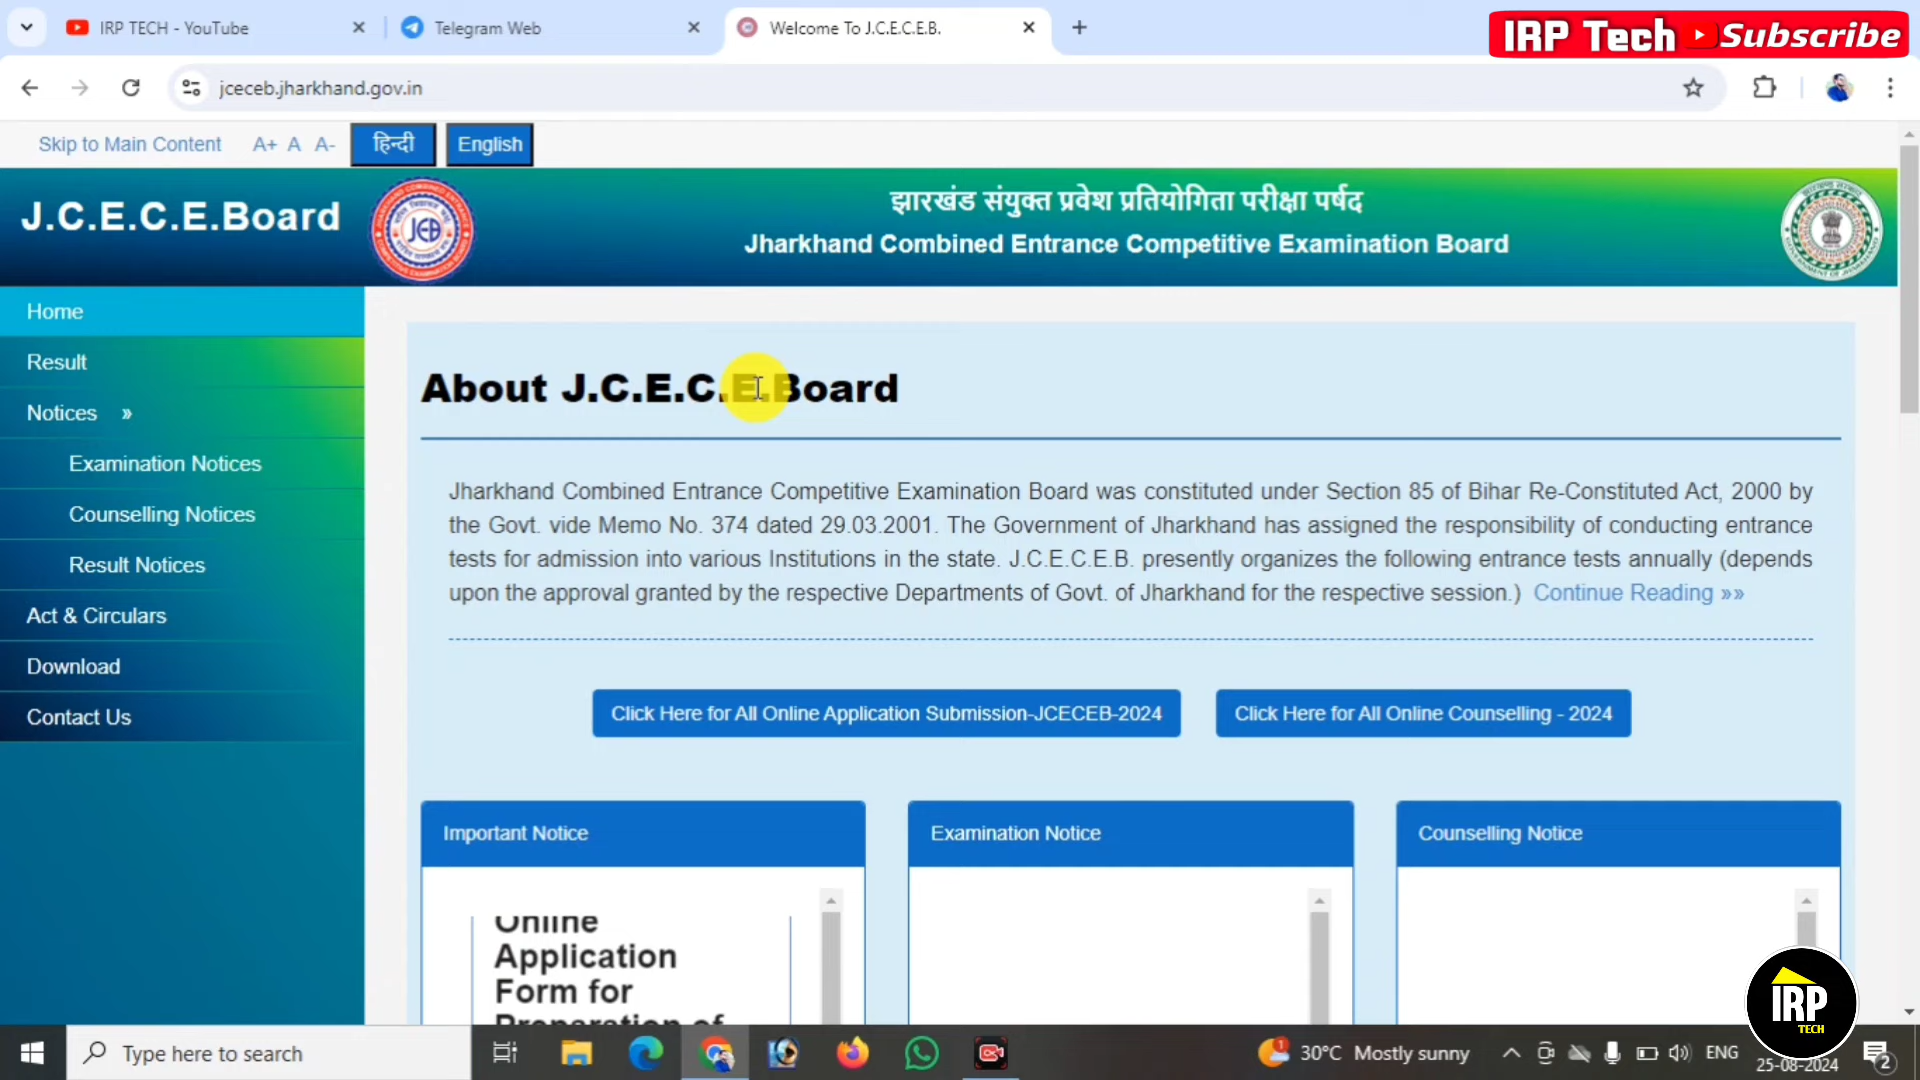 IRP TECH - YouTube
Telegram Web
Welcome To J.C.E.C.E.B.
IRP Tech Subscribe
jceceb.jharkhand.gov.in
Skip to Main Content A+ A A- हिन्दी English
J.C.E.C.E.Board
झारखंड संयुक्त प्रवेश प्रतियोगिता परीक्षा पर्षद
Jharkhand Combined Entrance Competitive Examination Board
Home
Result
Notices »
Examination Notices
Counselling Notices
Result Notices
Act & Circulars
Download
Contact Us
About J.C.E.C.E.Board
Jharkhand Combined Entrance Competitive Examination Board was constituted under Section 85 of Bihar Re-Constituted Act, 2000 by
the Govt. vide Memo No. 374 dated 29.03.2001. The Government of Jharkhand has assigned the responsibility of conducting entrance
tests for admission into various Institutions in the state. J.C.E.C.E.B. presently organizes the following entrance tests annually (depends
upon the approval granted by the respective Departments of Govt. of Jharkhand for the respective session.) Continue Reading »»
Click Here for All Online Application Submission-JCECEB-2024
Click Here for All Online Counselling - 2024
Important Notice
Examination Notice
Counselling Notice
Online
Application
Form for
Preparation of
IRP
TECH
Type here to search
30°C Mostly sunny
ENG
25-08-2024
2